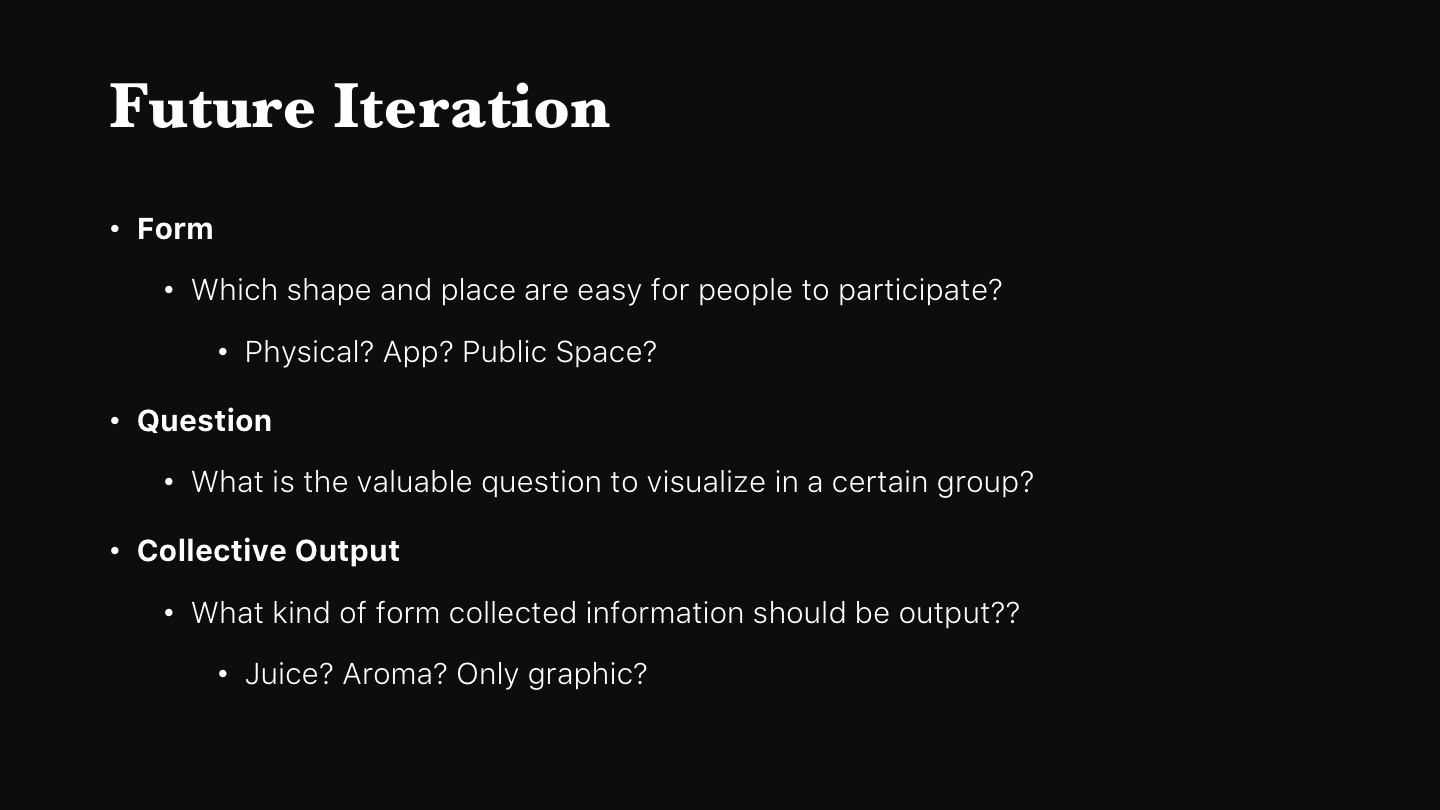 Future Iteration
• Form
• Which shape and place are easy for people to participate?
• Physical? App? Public Space?
• Question
• What is the valuable question to visualize in a certain group?
• Collective Output
• What kind of form collected information should be output??
• Juice? Aroma? Only graphic?